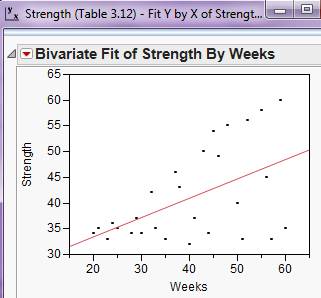 Strength (Table 3.12) - Fit Y by X of Strengt...
Bivariate Fit of Strength By Weeks
65
60
55
50
45
40
35
30
Strength
20 30 40 50 60
Weeks